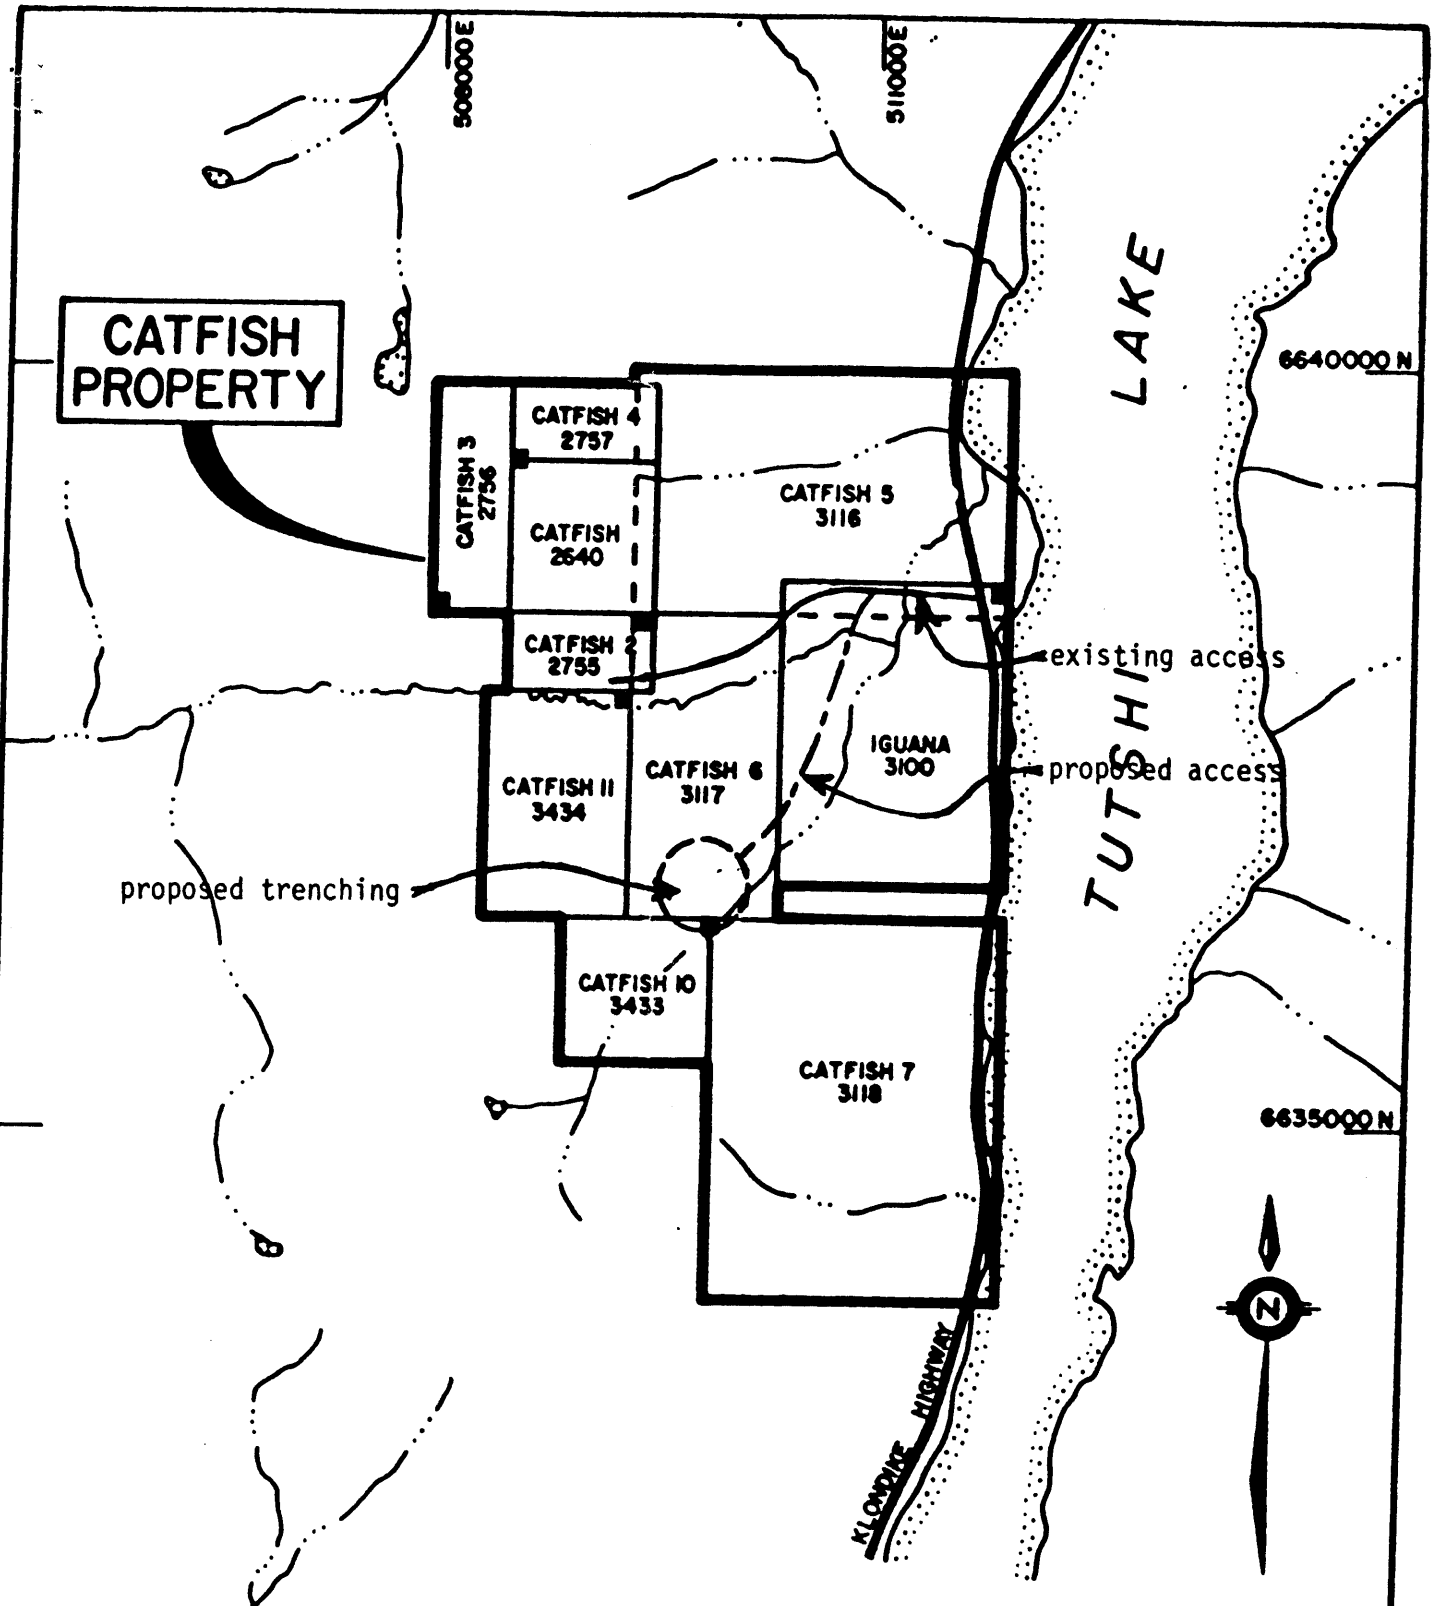 508000E
511000E
LAKE
TUTSHI
6640000 N
CATFISH
PROPERTY
CATFISH 3
2756
CATFISH 4
2757
CATFISH 5
3116
CATFISH
2640
CATFISH 2
2755
existing access
IGUANA
3100
proposed access
CATFISH 6
3117
CATFISH 11
3434
proposed trenching
CATFISH 10
3433
CATFISH 7
3118
6635000 N
N
KLONDIKE HIGHWAY